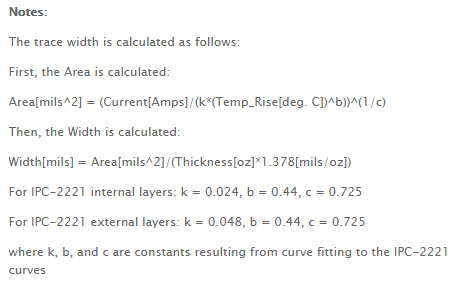 Notes:
The trace width is calculated as follows:
First, the Area is calculated:
Area[mils^2] = (Current[Amps]/(k*(Temp_Rise[deg. C])^b))^(1/c)
Then, the Width is calculated:
Width[mils] = Area[mils^2]/(Thickness[oz]*1.378[mils/oz])
For IPC-2221 internal layers: k = 0.024, b = 0.44, c = 0.725
For IPC-2221 external layers: k = 0.048, b = 0.44, c = 0.725
where k, b, and c are constants resulting from curve fitting to the IPC-2221
curves